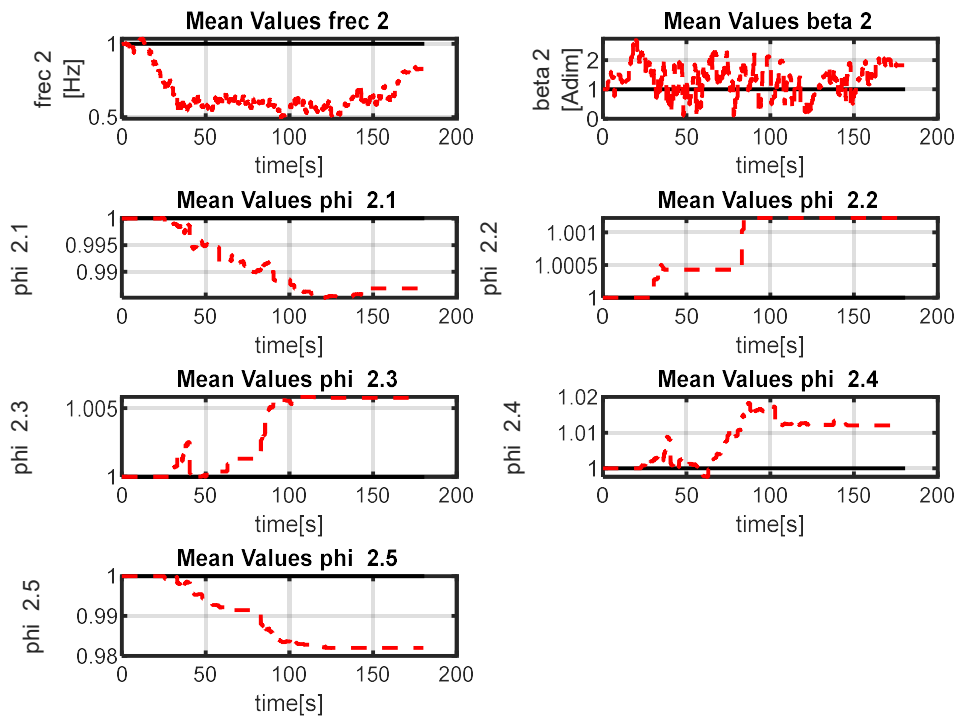 Mean Values frec 2
frec 2
[Hz]
1
0.5
0 50 100 150 200
time[s]
Mean Values beta 2
beta 2
[Adim]
2
1
0
0 50 100 150 200
time[s]
Mean Values phi 2.1
phi 2.1
1
0.995
0.99
0 50 100 150 200
time[s]
Mean Values phi 2.2
phi 2.2
1.001
1.0005
1
0 50 100 150 200
time[s]
Mean Values phi 2.3
phi 2.3
1.005
1
0 50 100 150 200
time[s]
Mean Values phi 2.4
phi 2.4
1.02
1.01
1
0 50 100 150 200
time[s]
Mean Values phi 2.5
phi 2.5
1
0.99
0.98
0 50 100 150 200
time[s]